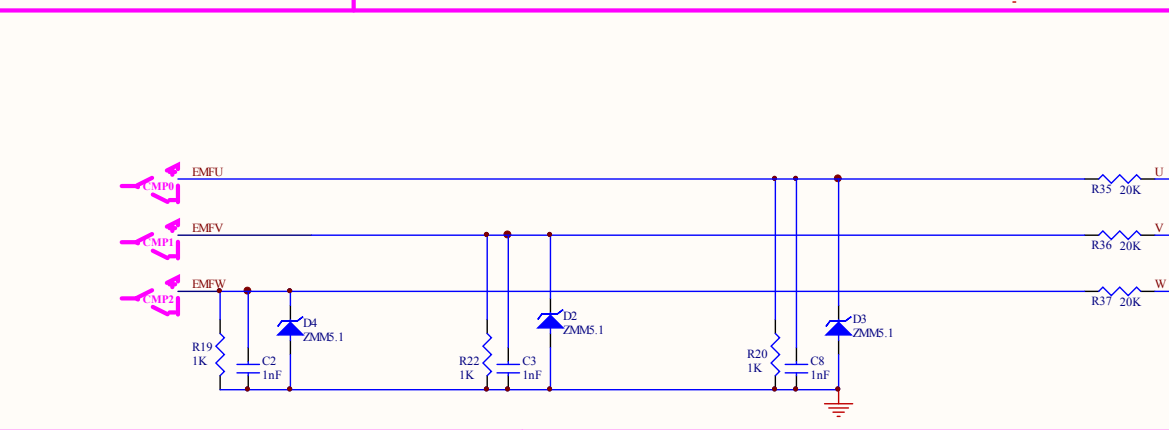 EMFU
CMP0
U
R35 20K
EMFV
CMP1
V
R36 20K
EMFW
CMP2
W
R37 20K
D4
ZMM5.1
D2
ZMM5.1
D3
ZMM5.1
R19
1K
C2
1nF
R22
1K
C3
1nF
R20
1K
C8
1nF